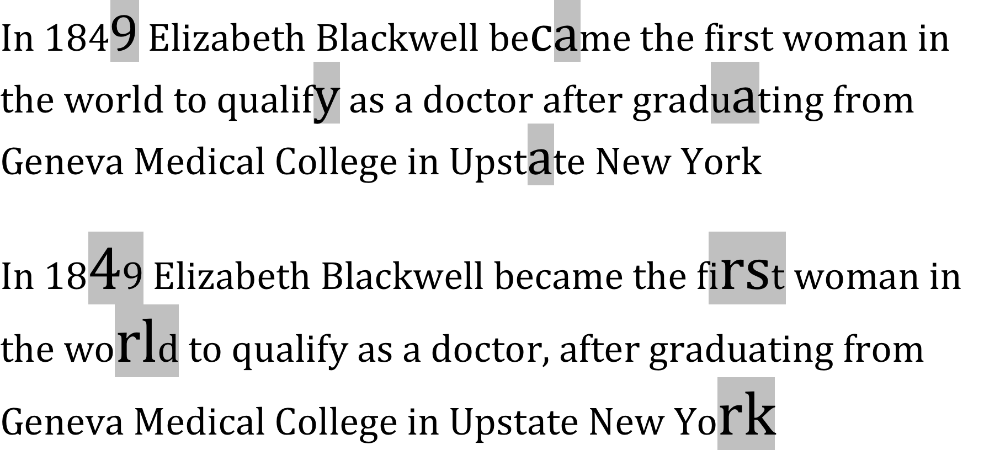 In 1849 Elizabeth Blackwell became the first woman in
the world to qualify as a doctor after graduating from
Geneva Medical College in Upstate New York
In 1849 Elizabeth Blackwell became the first woman in
the world to qualify as a doctor, after graduating from
Geneva Medical College in Upstate New York